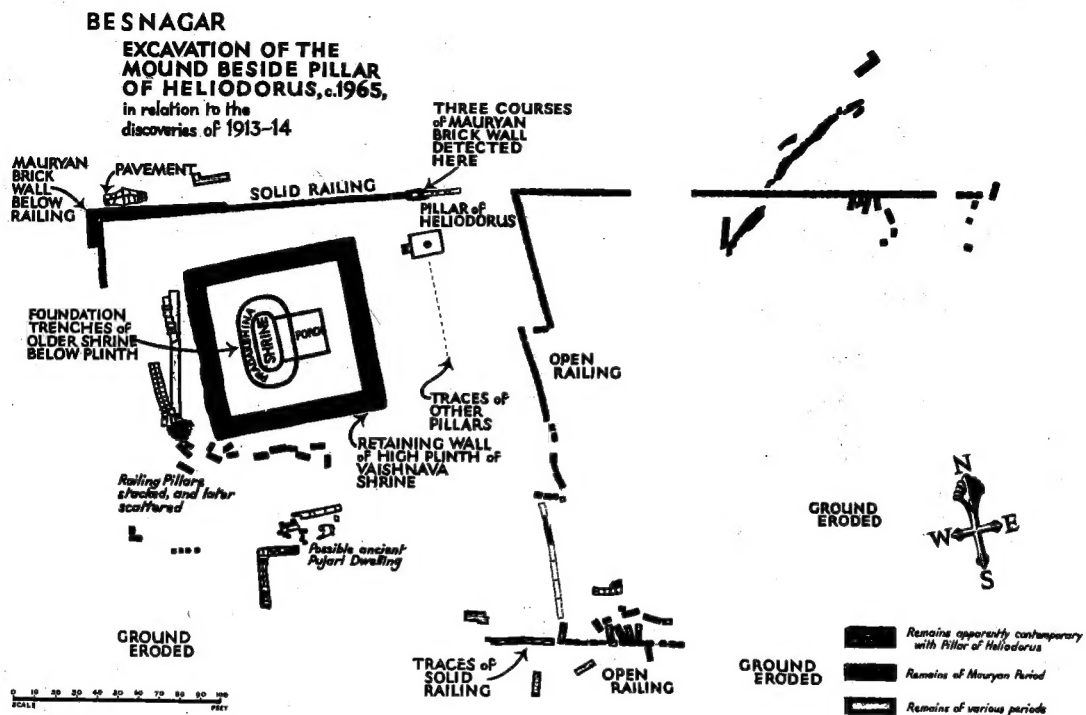 BESNAGAR
EXCAVATION OF THE
MOUND BESIDE PILLAR
OF HELIODORUS, c.1965,
in relation to the
discoveries of 1913-14
MAURYAN
BRICK
WALL
BELOW
RAILING
PAVEMENT
SOLID RAILING
THREE COURSES
of MAURYAN
BRICK WALL
DETECTED
HERE
PILLAR of
HELIODORUS
FOUNDATION
TRENCHES of
OLDER SHRINE
BELOW PLINTH
PRADAKSHINA
SHRINE
PORCH
TRACES of
OTHER
PILLARS
OPEN
RAILING
RETAINING WALL
of HIGH PLINTH of
VAISHNAVA
SHRINE
Railing Pillars
stacked, and later
scattered
Possible ancient
Pujari Dwelling
GROUND
ERODED
N
W E
S
GROUND
ERODED
TRACES of
SOLID
RAILING
OPEN
RAILING
GROUND
ERODED
Remains apparently contemporary
with Pillar of Heliodorus
Remains of Mauryan Period
Remains of various periods
0 10 20 30 40 50 60 70 80 90 100
SCALE FEET